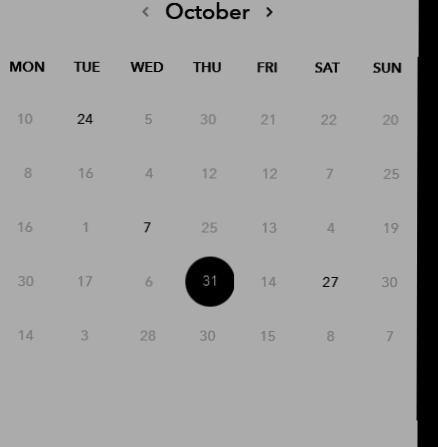 ‹ October ›
MON TUE WED THU FRI SAT SUN
10 24 5 30 21 22 20
8 16 4 12 12 7 25
16 1 7 25 13 4 19
30 17 6 31 14 27 30
14 3 28 30 15 8 7